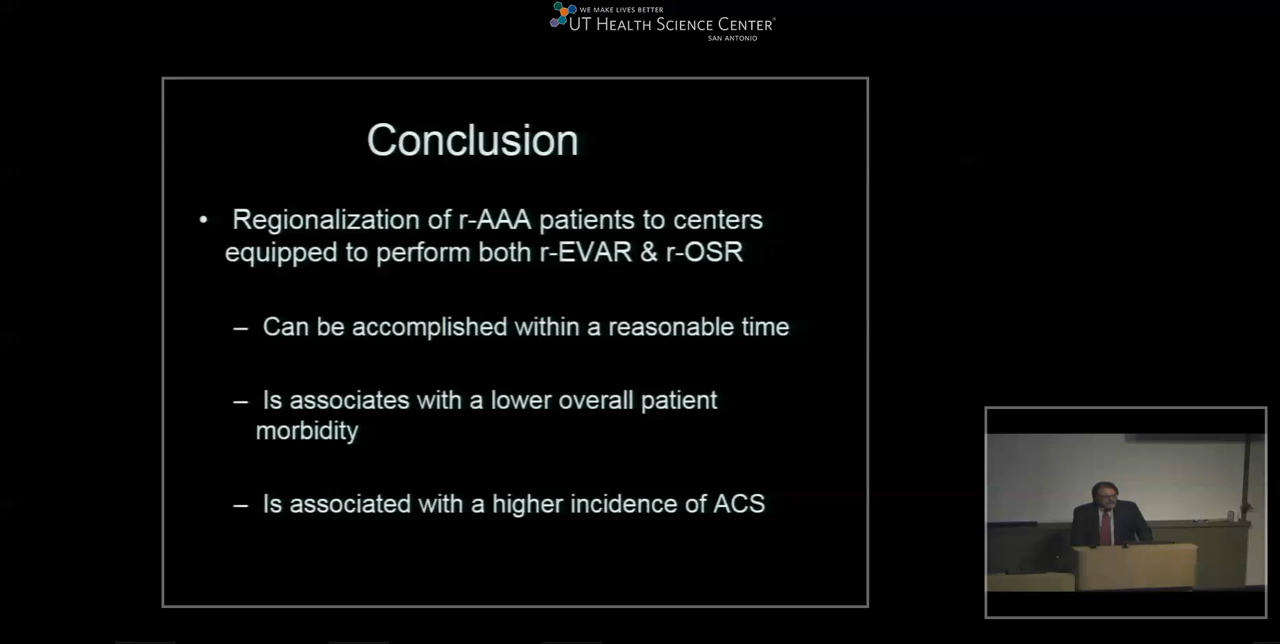 WE MAKE LIVES BETTER
UT HEALTH SCIENCE CENTER®
SAN ANTONIO
Conclusion
• Regionalization of r-AAA patients to centers
equipped to perform both r-EVAR & r-OSR
– Can be accomplished within a reasonable time
– Is associates with a lower overall patient
morbidity
– Is associated with a higher incidence of ACS